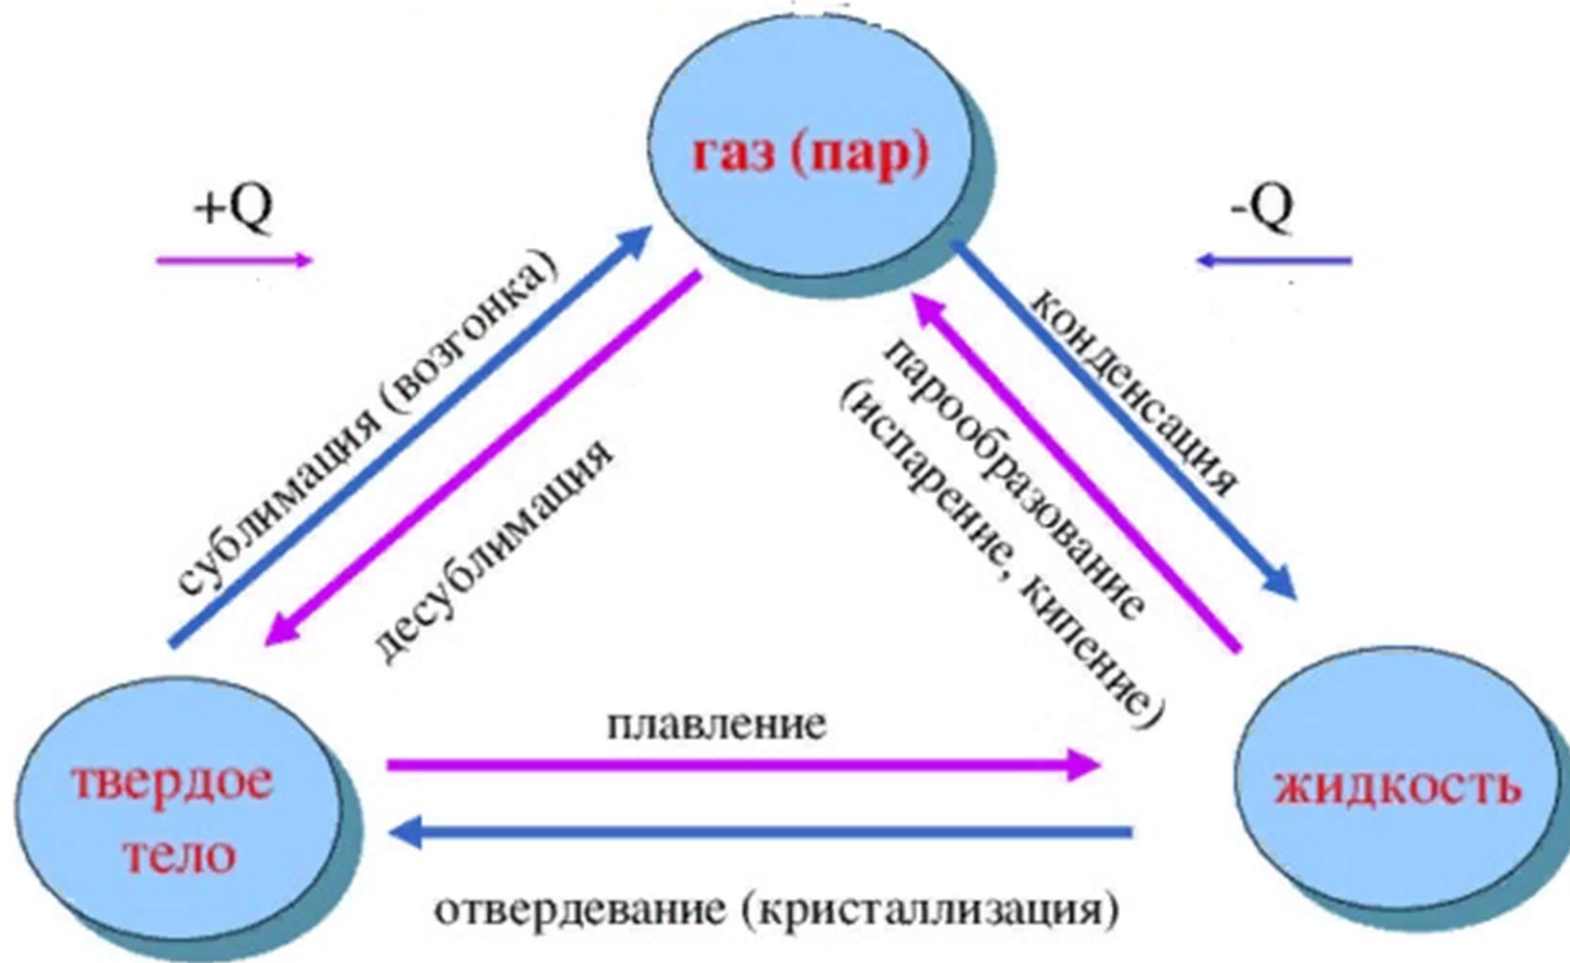 газ (пар)
+Q
-Q
сублимация (возгонка)
десублимация
конденсация
парообразование
(испарение, кипение)
плавление
твердое
тело
жидкость
отвердевание (кристаллизация)